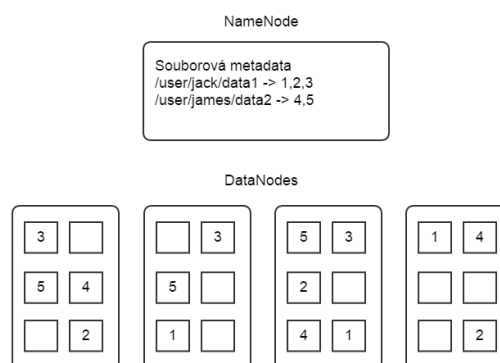 NameNode
Souborová metadata
/user/jack/data1 -> 1,2,3
/user/james/data2 -> 4,5
DataNodes
3 3 5 3 1 4
5 4 5 2
2 1 4 1 2